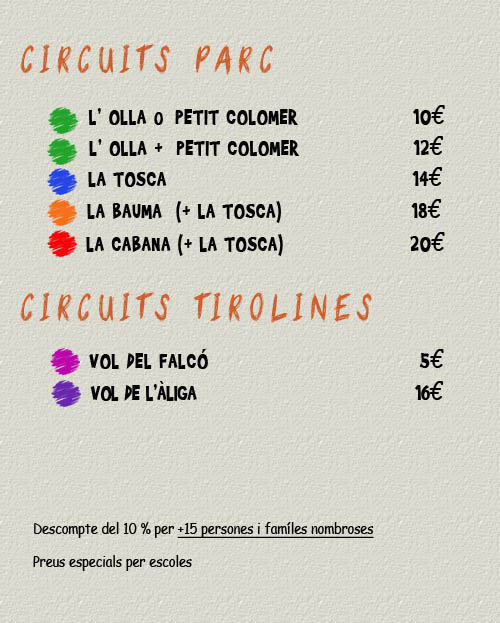 CIRCUITS PARC
L' OLLA O PETIT COLOMER 10€
L' OLLA + PETIT COLOMER 12€
LA TOSCA 14€
LA BAUMA (+ LA TOSCA) 18€
LA CABANA (+ LA TOSCA) 20€
CIRCUITS TIROLINES
VOL DEL FALCÓ 5€
VOL DE L'ÀLIGA 16€
Descompte del 10 % per +15 persones i famíles nombroses
Preus especials per escoles